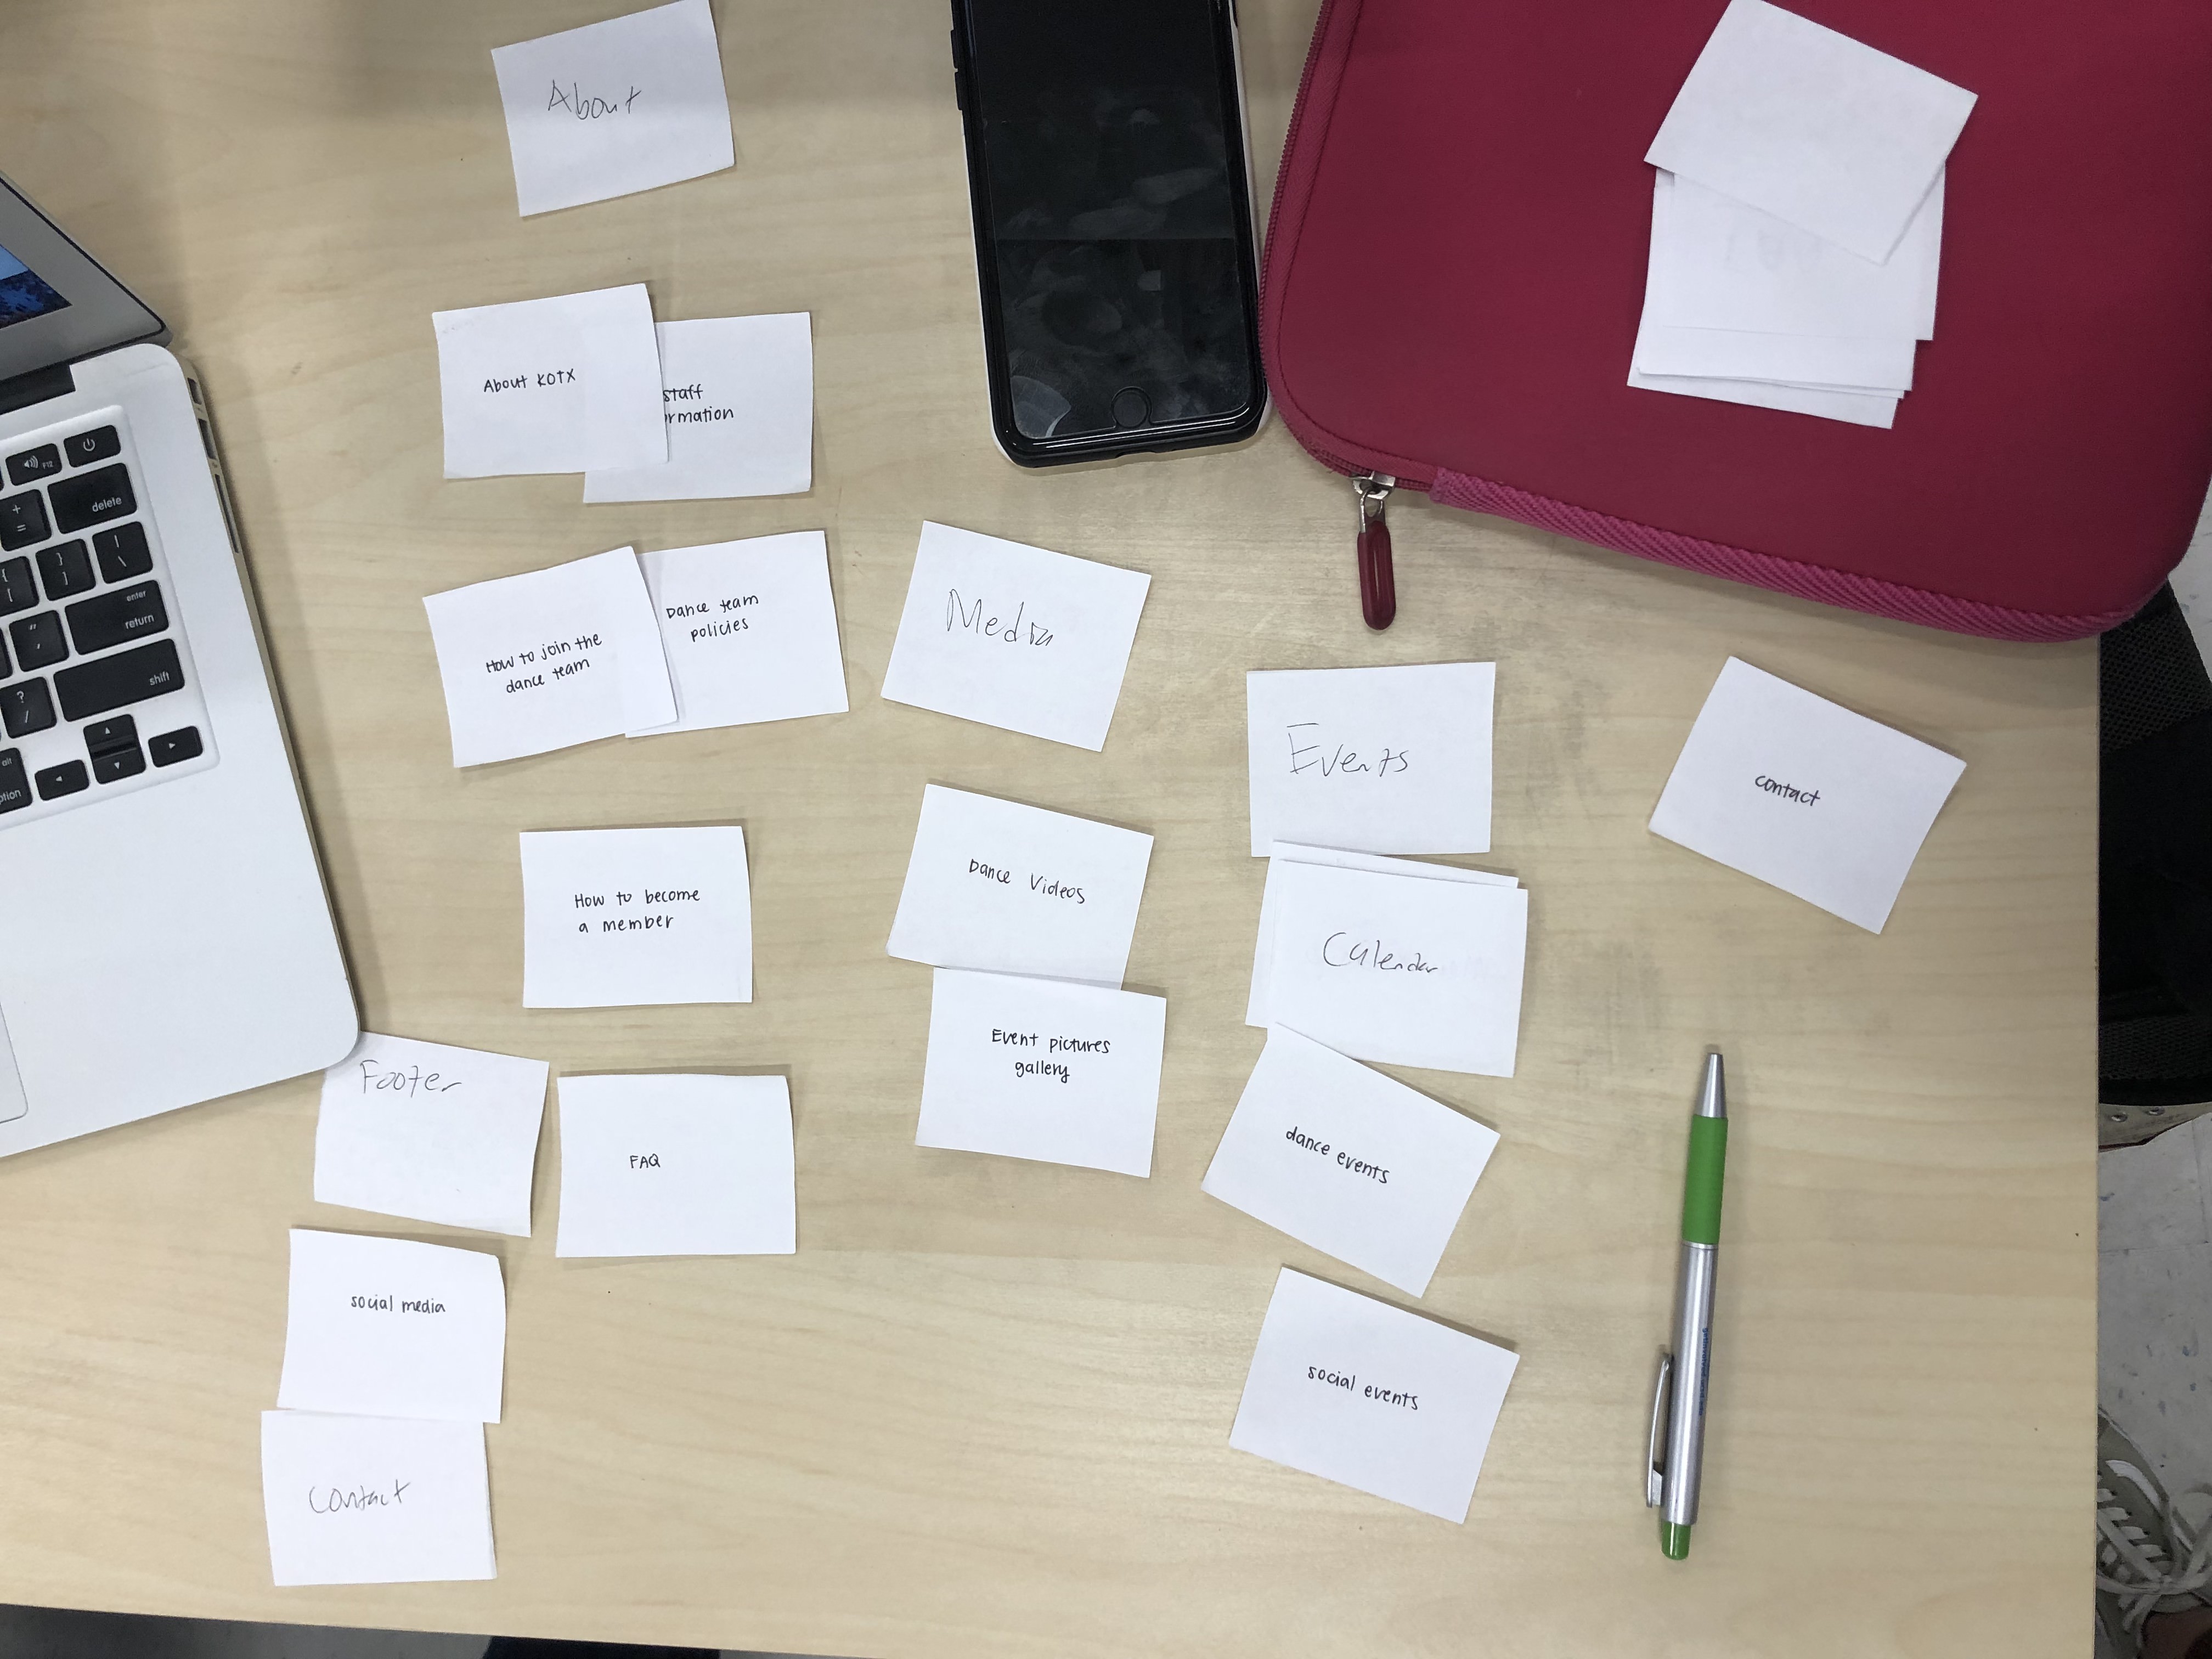 option
alt
?
/
"
'
{
[
}
]
+
=
F12
|
\
delete
enter
return
shift
Footer
social media
Contact
About
About KOTX
staff
rmation
How to join the
dance team
Dance team
policies
How to become
a member
FAQ
Media
Dance Videos
Event pictures
gallery
Events
Calendar
dance events
social events
contact